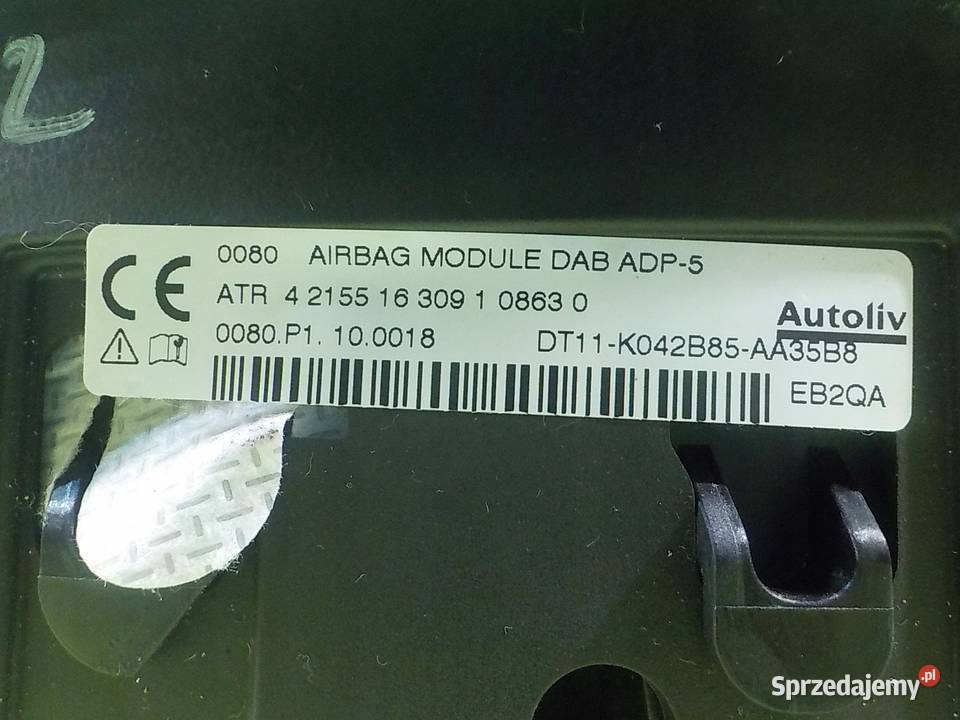 2
0080 AIRBAG MODULE DAB ADP-5
CE
ATR 4 2155 16 309 1 0863 0
Autoliv
0080.P1. 10.0018 DT11-K042B85-AA35B8
EB2QA
Sprzedajemy.pl